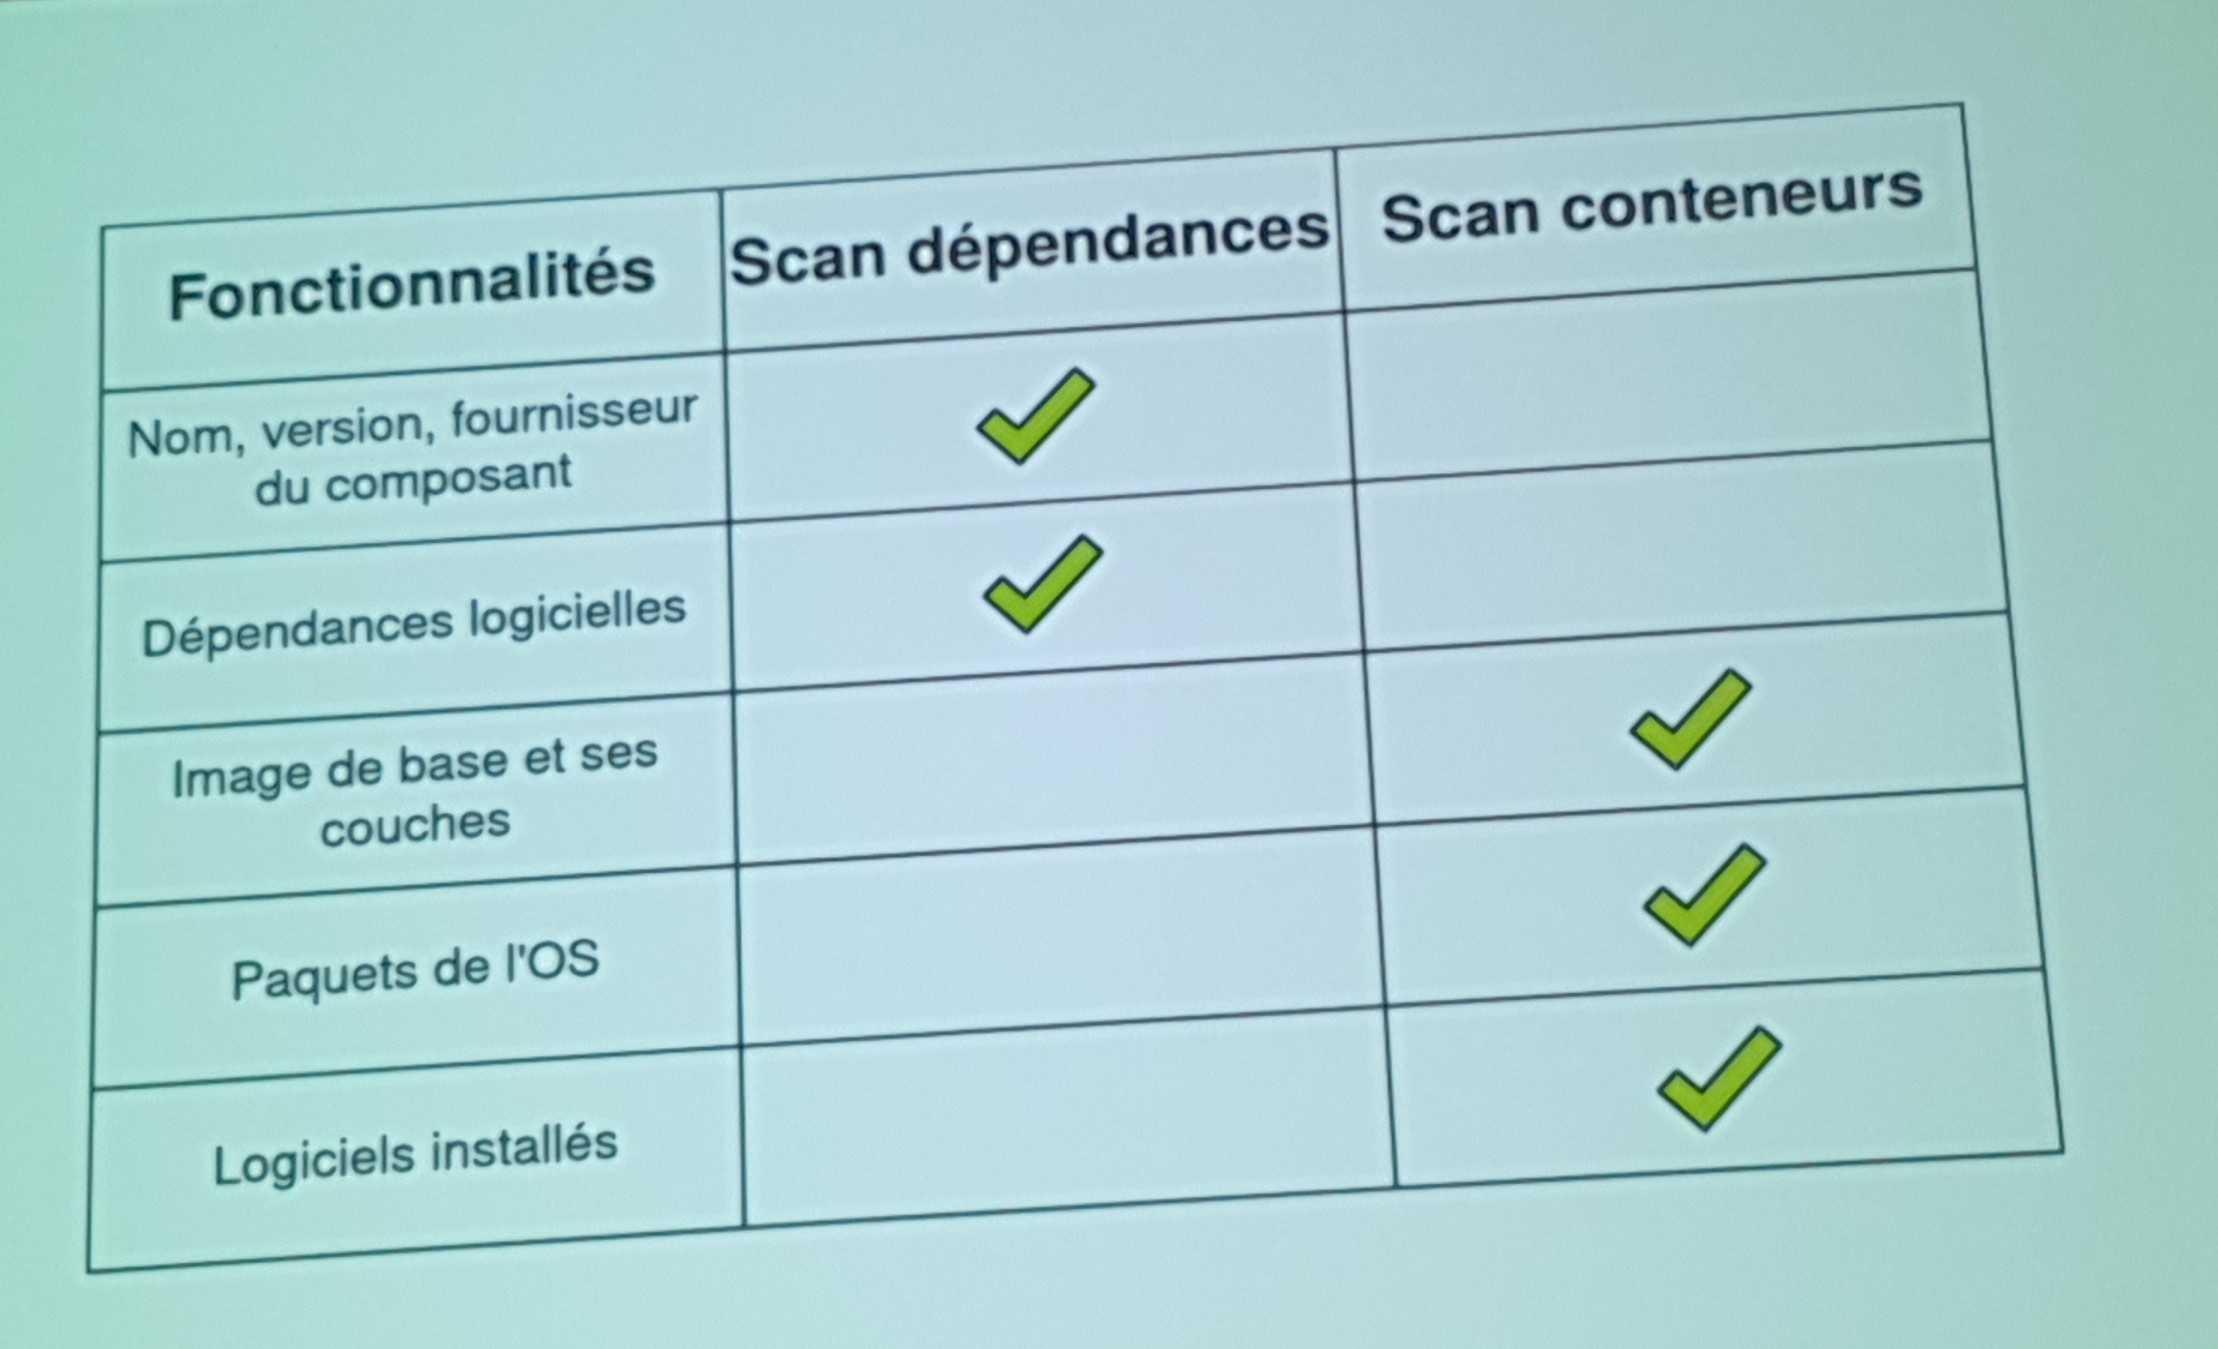 Fonctionnalités
Scan dépendances
Scan conteneurs
Nom, version, fournisseur
du composant
Dépendances logicielles
Image de base et ses
couches
Paquets de l'OS
Logiciels installés